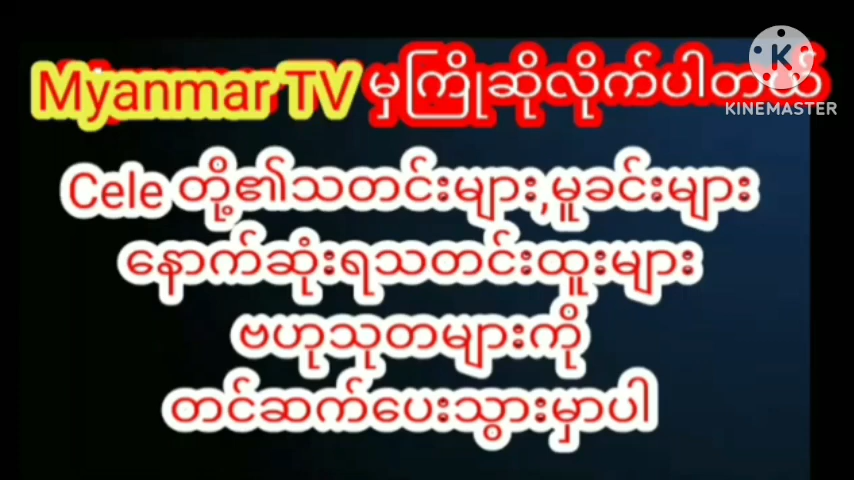 Myanmar TV မှကြိုဆိုလိုက်ပါတယ်
K
KINEMASTER
Cele တို့၏သတင်းများ,မူခင်းများ
နောက်ဆုံးရသတင်းထူးများ
ဗဟုသုတများကို
တင်ဆက်ပေးသွားမှာပါ